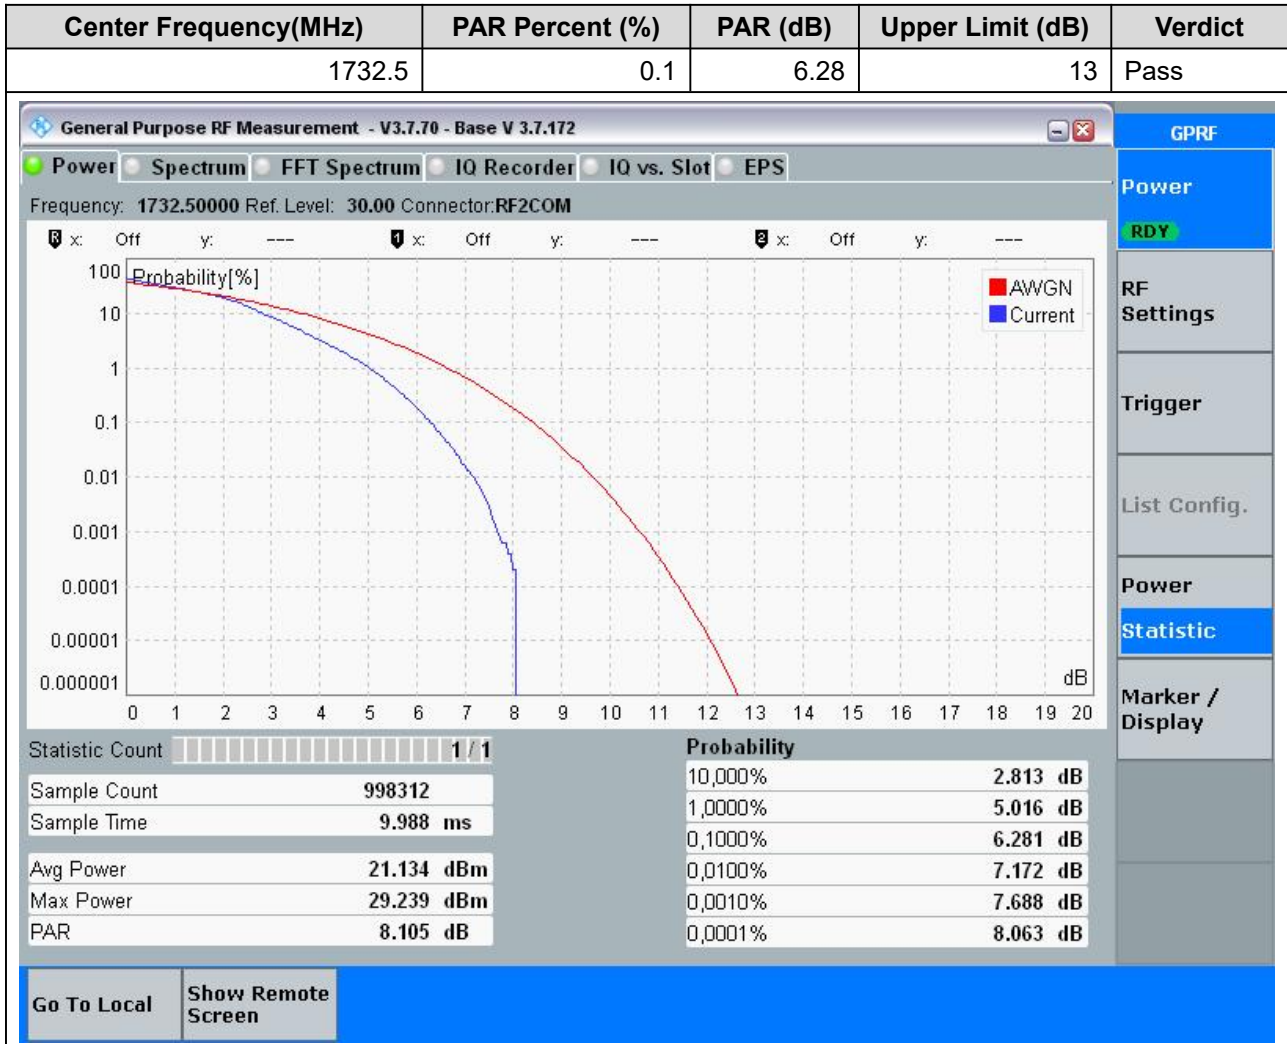 Center Frequency(MHz) PAR Percent (%) PAR (dB) Upper Limit (dB) Verdict
1732.5 0.1 6.28 13 Pass
General Purpose RF Measurement - V3.7.70 - Base V 3.7.172
GPRF
Power Spectrum FFT Spectrum IQ Recorder IQ vs. Slot EPS
Power
RDY
Frequency: 1732.50000 Ref. Level: 30.00 Connector:RF2COM
R x: Off y: --- 1 x: Off y: --- 2 x: Off y: ---
Probability[%]
AWGN
Current
100
10
1
0.1
0.01
0.001
0.0001
0.00001
0.000001
dB
0 1 2 3 4 5 6 7 8 9 10 11 12 13 14 15 16 17 18 19 20
RF
Settings
Trigger
List Config.
Power
Statistic
Marker /
Display
Statistic Count 1 / 1
Sample Count 998312
Sample Time 9.988 ms
Avg Power 21.134 dBm
Max Power 29.239 dBm
PAR 8.105 dB
Probability
10,000% 2.813 dB
1,0000% 5.016 dB
0,1000% 6.281 dB
0,0100% 7.172 dB
0,0010% 7.688 dB
0,0001% 8.063 dB
Go To Local
Show Remote
Screen